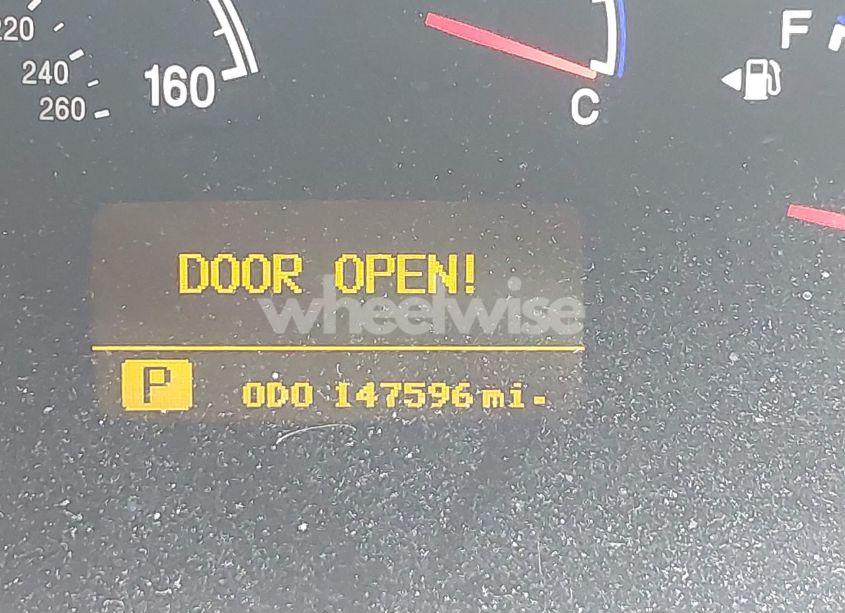 220
240
260
160
C
F
DOOR OPEN!
wheelwise
P ODO 147596 mi.